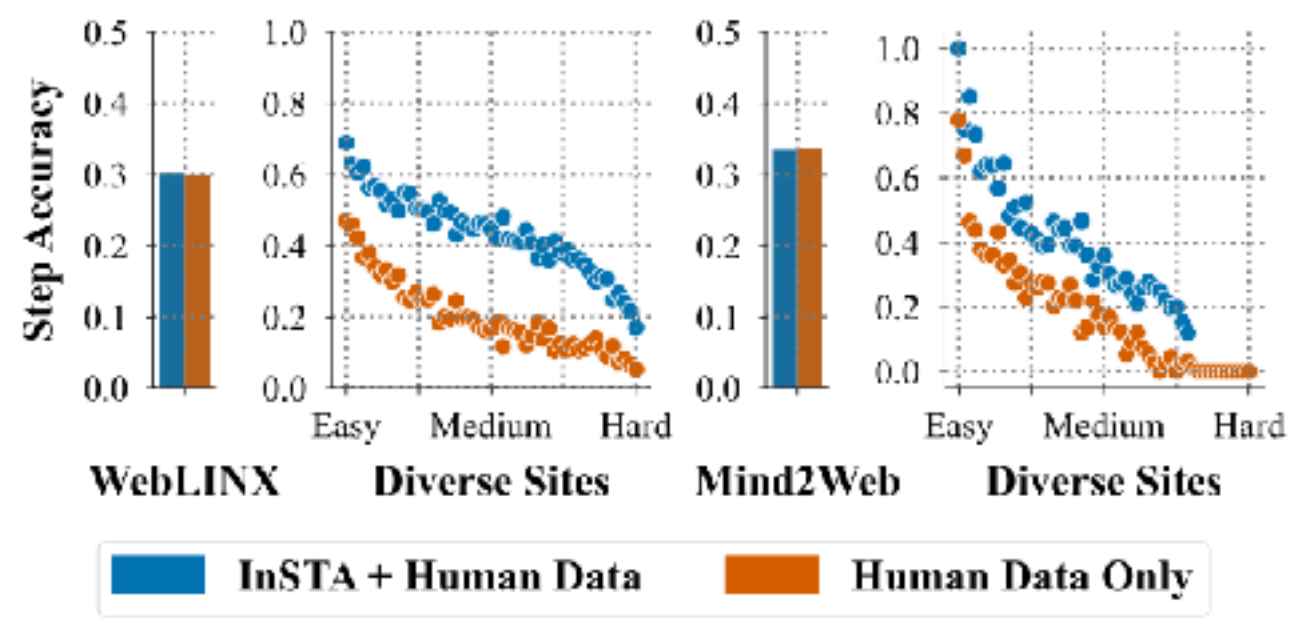 Step Accuracy
0.5
0.4
0.3
0.2
0.1
0.0
WebLINX
1.0
0.8
0.6
0.4
0.2
0.0
Easy Medium Hard
Diverse Sites
0.5
0.4
0.3
0.2
0.1
0.0
Mind2Web
1.0
0.8
0.6
0.4
0.2
0.0
Easy Medium Hard
Diverse Sites
InSTA + Human Data
Human Data Only